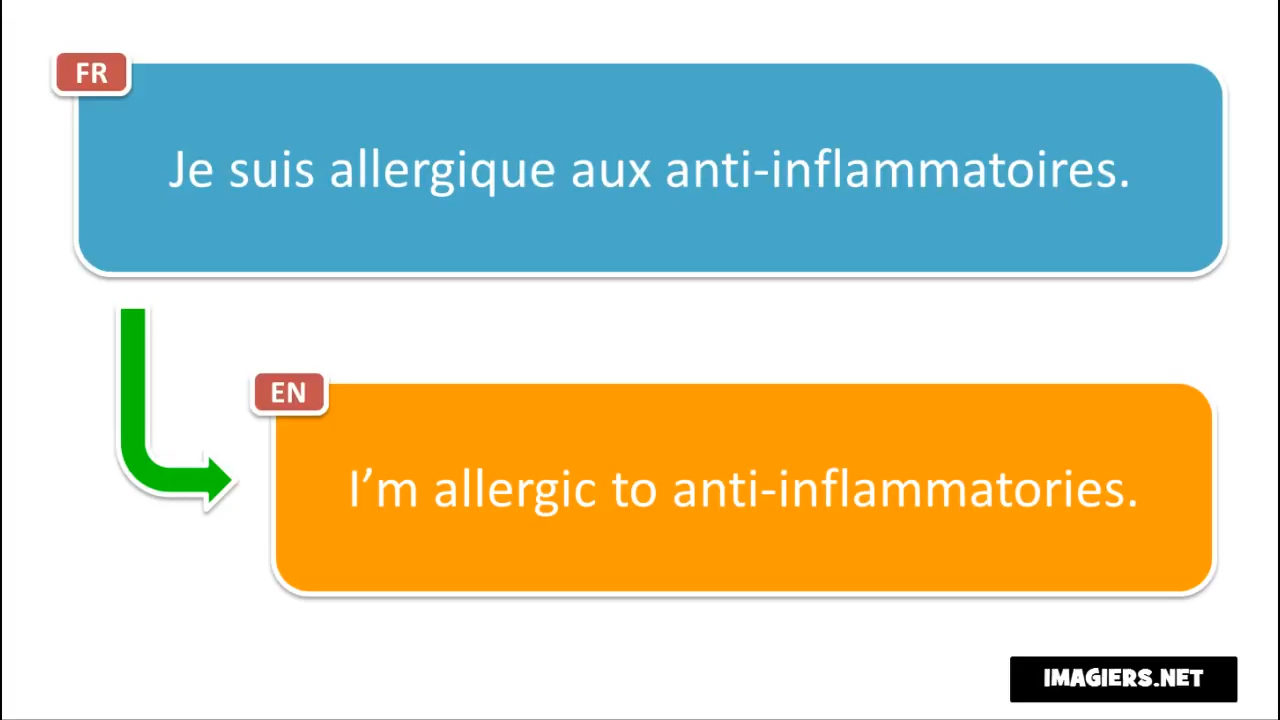 FR
Je suis allergique aux anti-inflammatoires.
EN
I’m allergic to anti-inflammatories.
IMAGIERS.NET